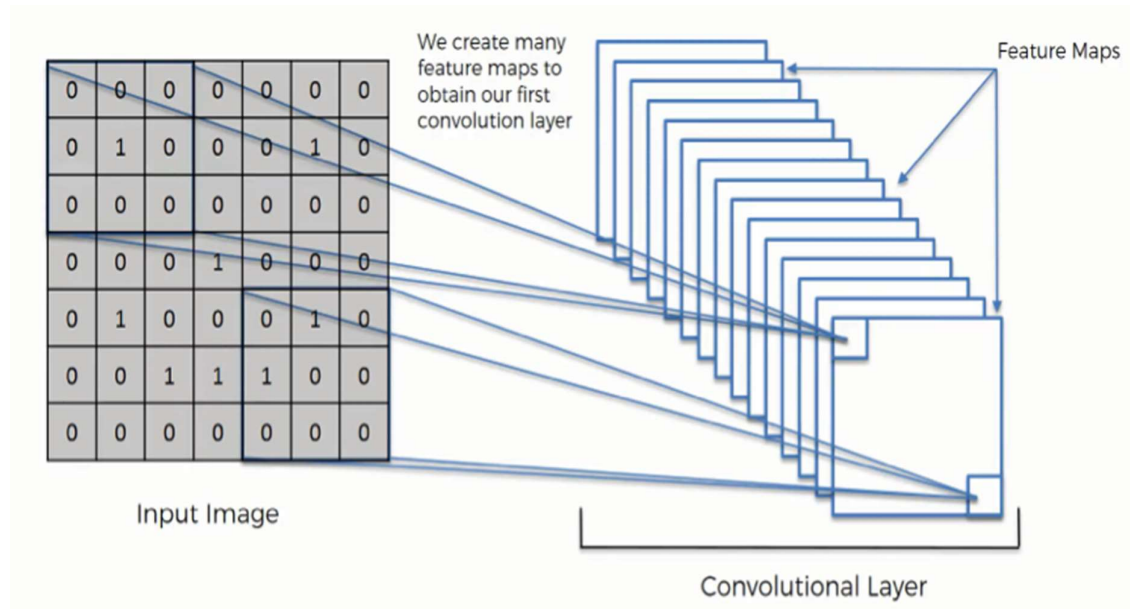 We create many
feature maps to
obtain our first
convolution layer
Feature Maps
0 0 0 0 0 0 0
0 1 0 0 0 1 0
0 0 0 0 0 0 0
0 0 0 1 0 0 0
0 1 0 0 0 1 0
0 0 1 1 1 0 0
0 0 0 0 0 0 0
Input Image
Convolutional Layer